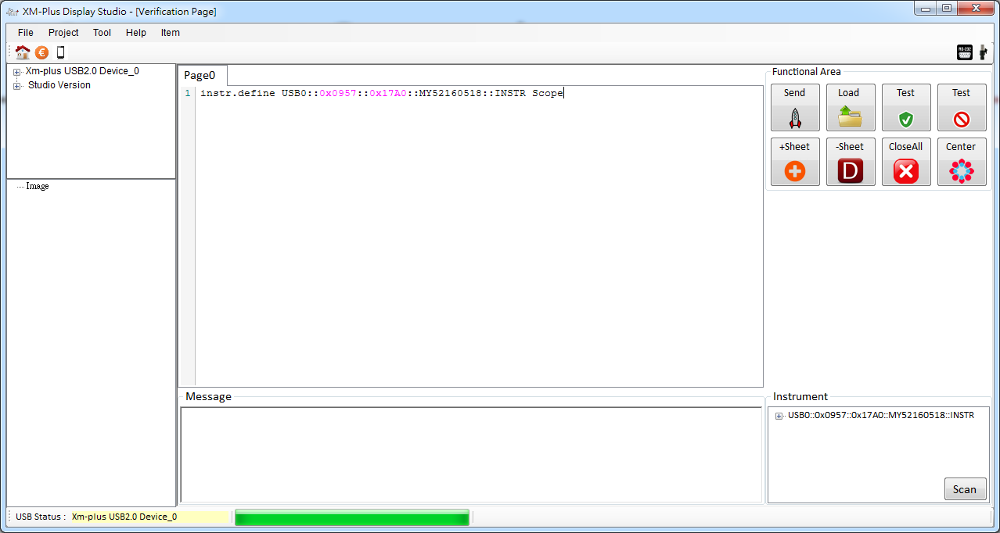 XM-Plus Display Studio - [Verification Page]
File Project Tool Help Item
RS-232
Xm-plus USB2.0 Device_0
Studio Version
Image
Page0
1 instr.define USB0::0x0957::0x17A0::MY52160518::INSTR Scope
Functional Area
Send Load Test Test
+Sheet -Sheet CloseAll Center
D
Message
Instrument
USB0::0x0957::0x17A0::MY52160518::INSTR
Scan
USB Status : Xm-plus USB2.0 Device_0